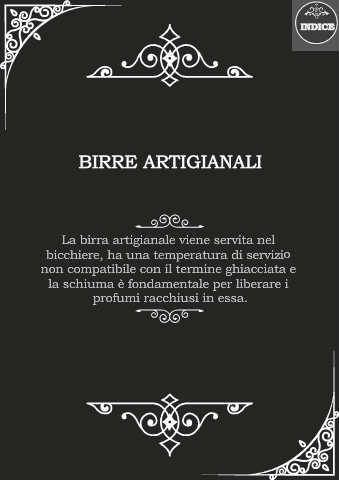 INDICE
BIRRE ARTIGIANALI
La birra artigianale viene servita nel
bicchiere, ha una temperatura di servizio
non compatibile con il termine ghiacciata e
la schiuma è fondamentale per liberare i
profumi racchiusi in essa.